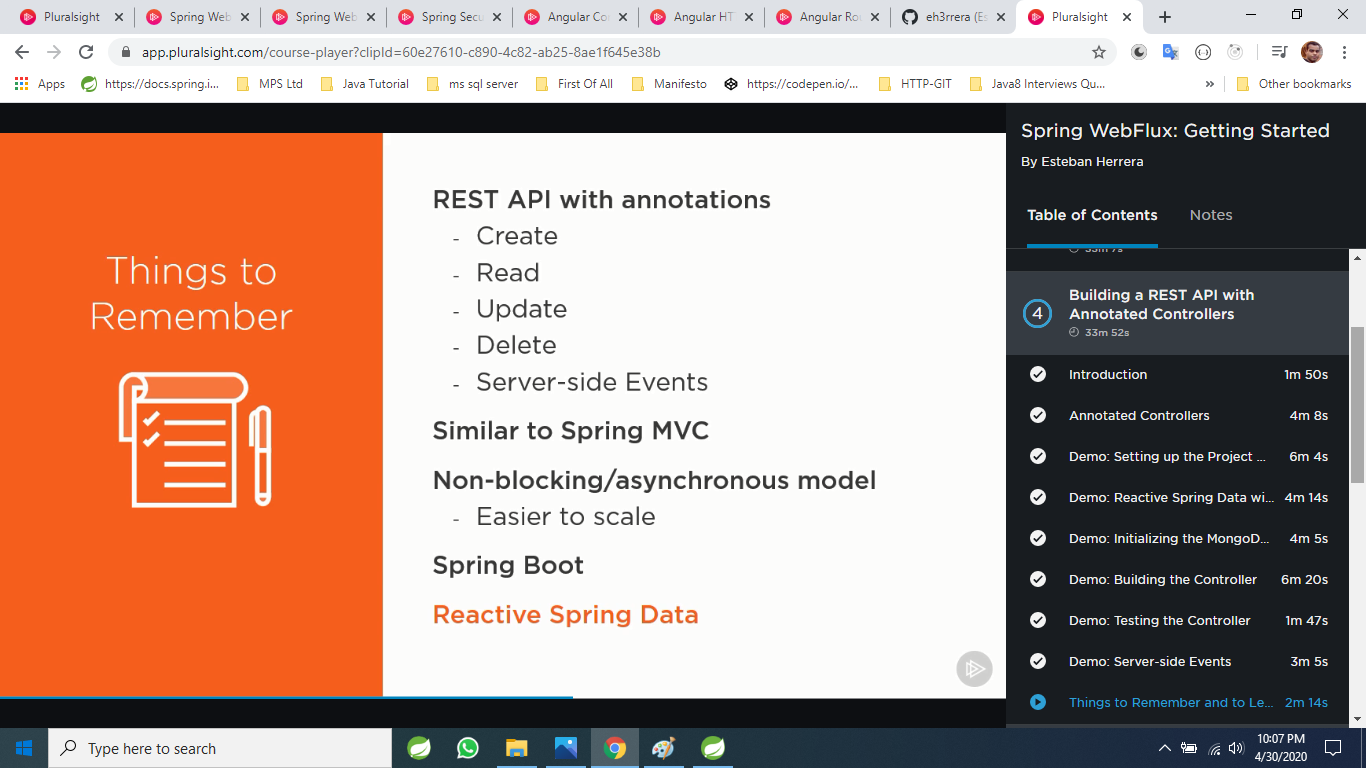 Pluralsight
Spring Web
Spring Web
Spring Secu
Angular Co
Angular HT
Angular Rou
eh3rrera (Es
Pluralsight
app.pluralsight.com/course-player?clipId=60e27610-c890-4c82-ab25-8ae1f645e38b
Apps
https://docs.spring.i...
MPS Ltd
Java Tutorial
ms sql server
First Of All
Manifesto
https://codepen.io/...
HTTP-GIT
Java8 Interviews Qu...
»
Other bookmarks
Things to
Remember
REST API with annotations
- Create
- Read
- Update
- Delete
- Server-side Events
Similar to Spring MVC
Non-blocking/asynchronous model
- Easier to scale
Spring Boot
Reactive Spring Data
Spring WebFlux: Getting Started
By Esteban Herrera
Table of Contents
Notes
33m 7s
4
Building a REST API with
Annotated Controllers
33m 52s
Introduction 1m 50s
Annotated Controllers 4m 8s
Demo: Setting up the Project ... 6m 4s
Demo: Reactive Spring Data wi... 4m 14s
Demo: Initializing the MongoD... 4m 5s
Demo: Building the Controller 6m 20s
Demo: Testing the Controller 1m 47s
Demo: Server-side Events 3m 5s
Things to Remember and to Le... 2m 14s
Type here to search
10:07 PM
4/30/2020